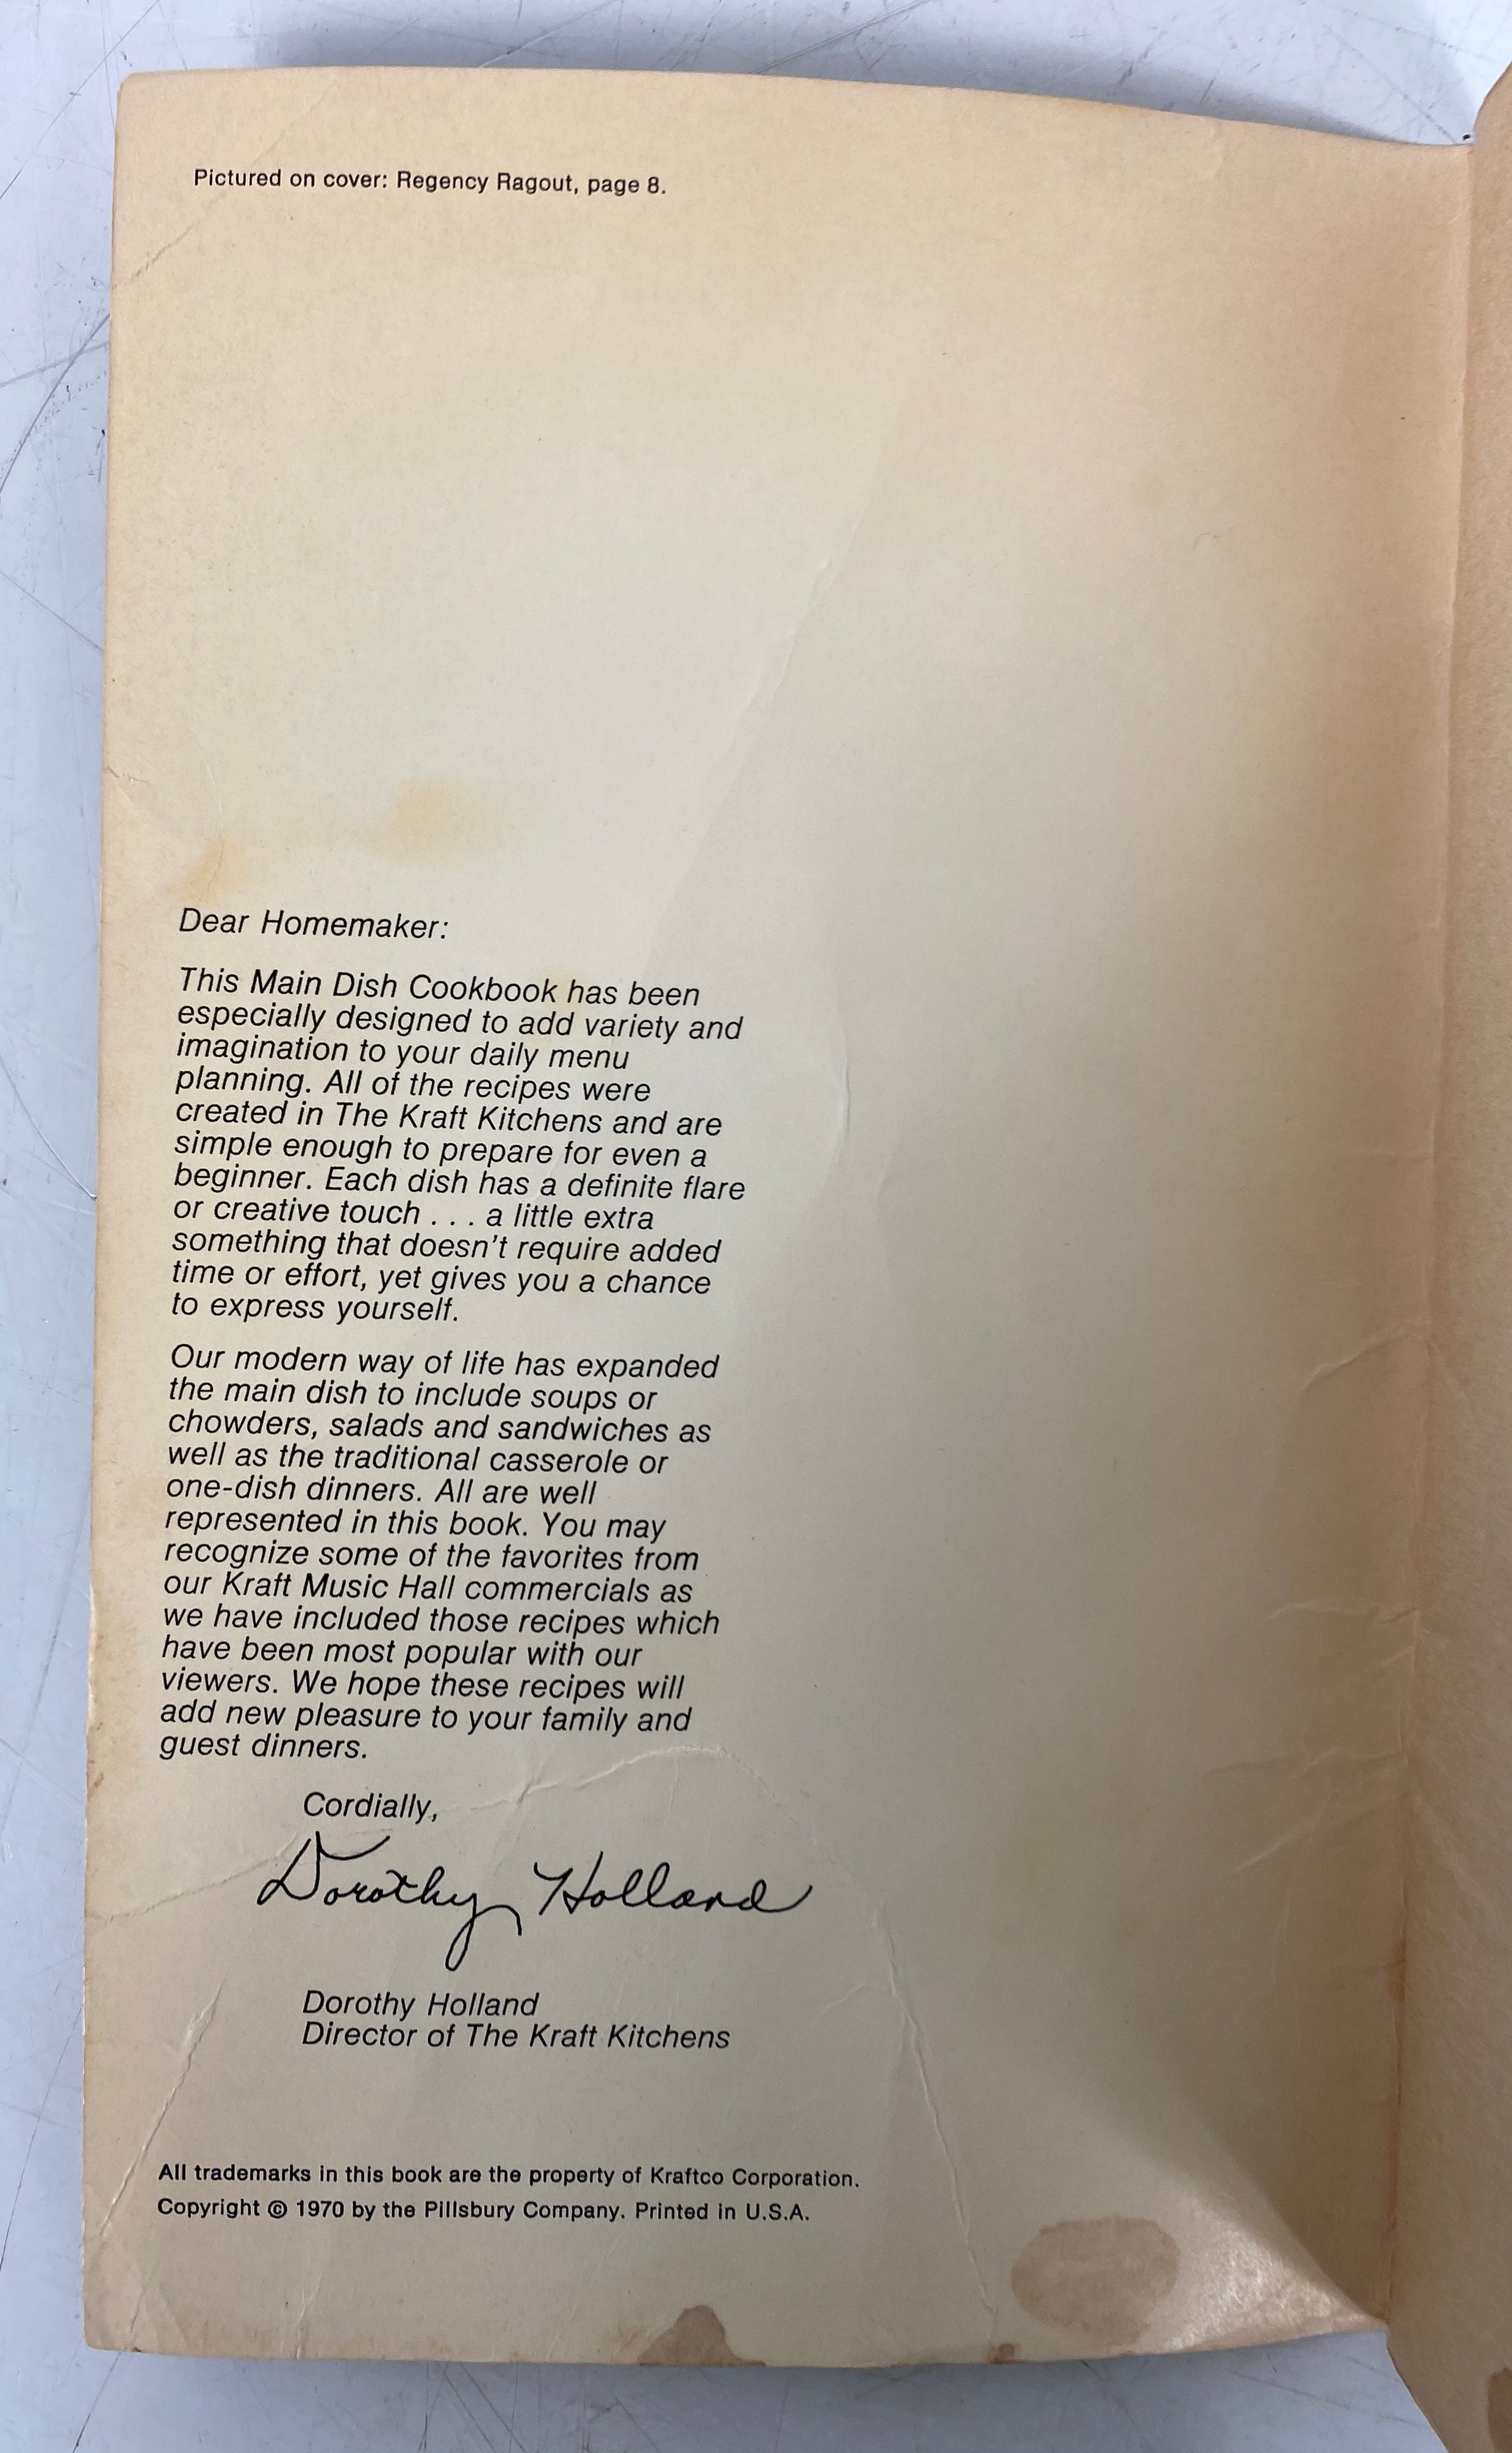 Pictured on cover: Regency Ragout, page 8.
Dear Homemaker:
This Main Dish Cookbook has been
especially designed to add variety and
imagination to your daily menu
planning. All of the recipes were
created in The Kraft Kitchens and are
simple enough to prepare for even a
beginner. Each dish has a definite flare
or creative touch . . . a little extra
something that doesn't require added
time or effort, yet gives you a chance
to express yourself.
Our modern way of life has expanded
the main dish to include soups or
chowders, salads and sandwiches as
well as the traditional casserole or
one-dish dinners. All are well
represented in this book. You may
recognize some of the favorites from
our Kraft Music Hall commercials as
we have included those recipes which
have been most popular with our
viewers. We hope these recipes will
add new pleasure to your family and
guest dinners.
Cordially,
Dorothy Holland
Dorothy Holland
Director of The Kraft Kitchens
All trademarks in this book are the property of Kraftco Corporation.
Copyright © 1970 by the Pillsbury Company. Printed in U.S.A.